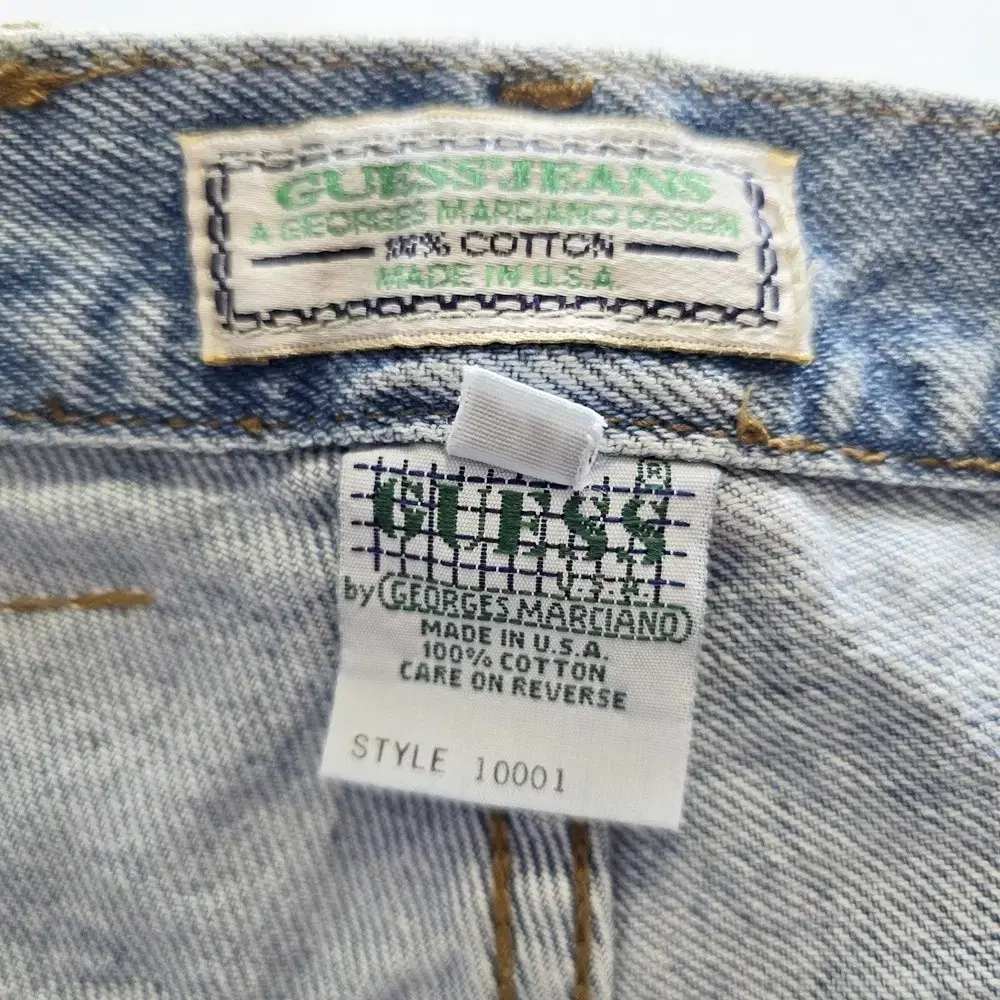 GUESS® JEANS
A GEORGES MARCIANO DESIGN
100% COTTON
MADE IN U.S.A.
®
GUESS
U.S.A.
by GEORGES MARCIANO
MADE IN U.S.A.
100% COTTON
CARE ON REVERSE
STYLE 10001